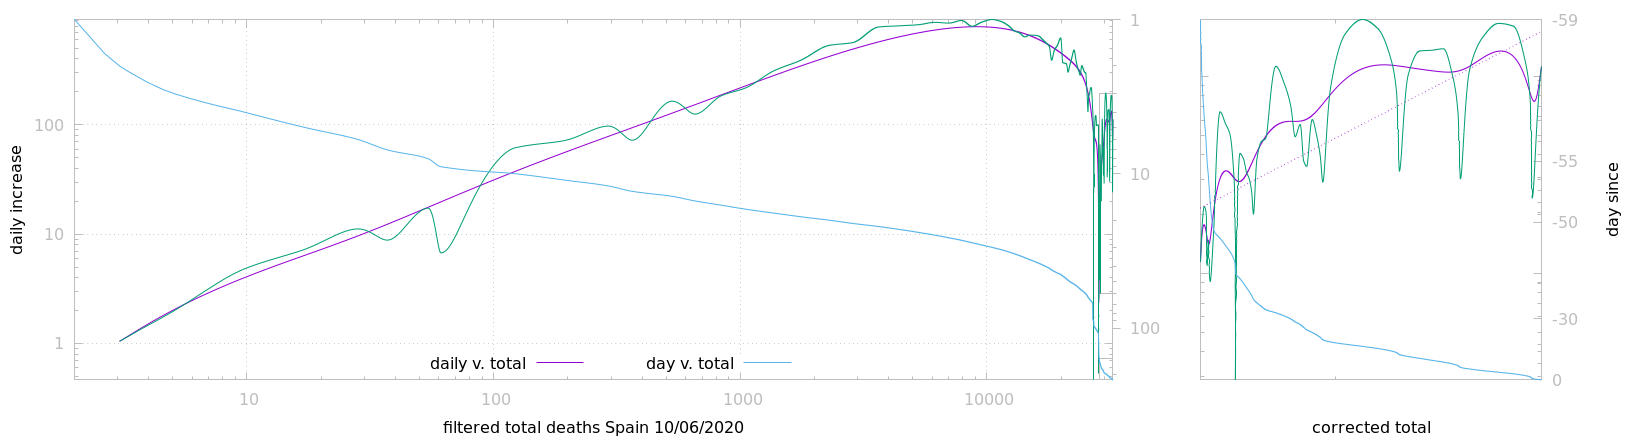 daily increase
100
10
1
10
100
1000
10000
filtered total deaths Spain 10/06/2020
daily v. total
day v. total
1
10
100
-59
-55
-50
-30
0
day since
corrected total